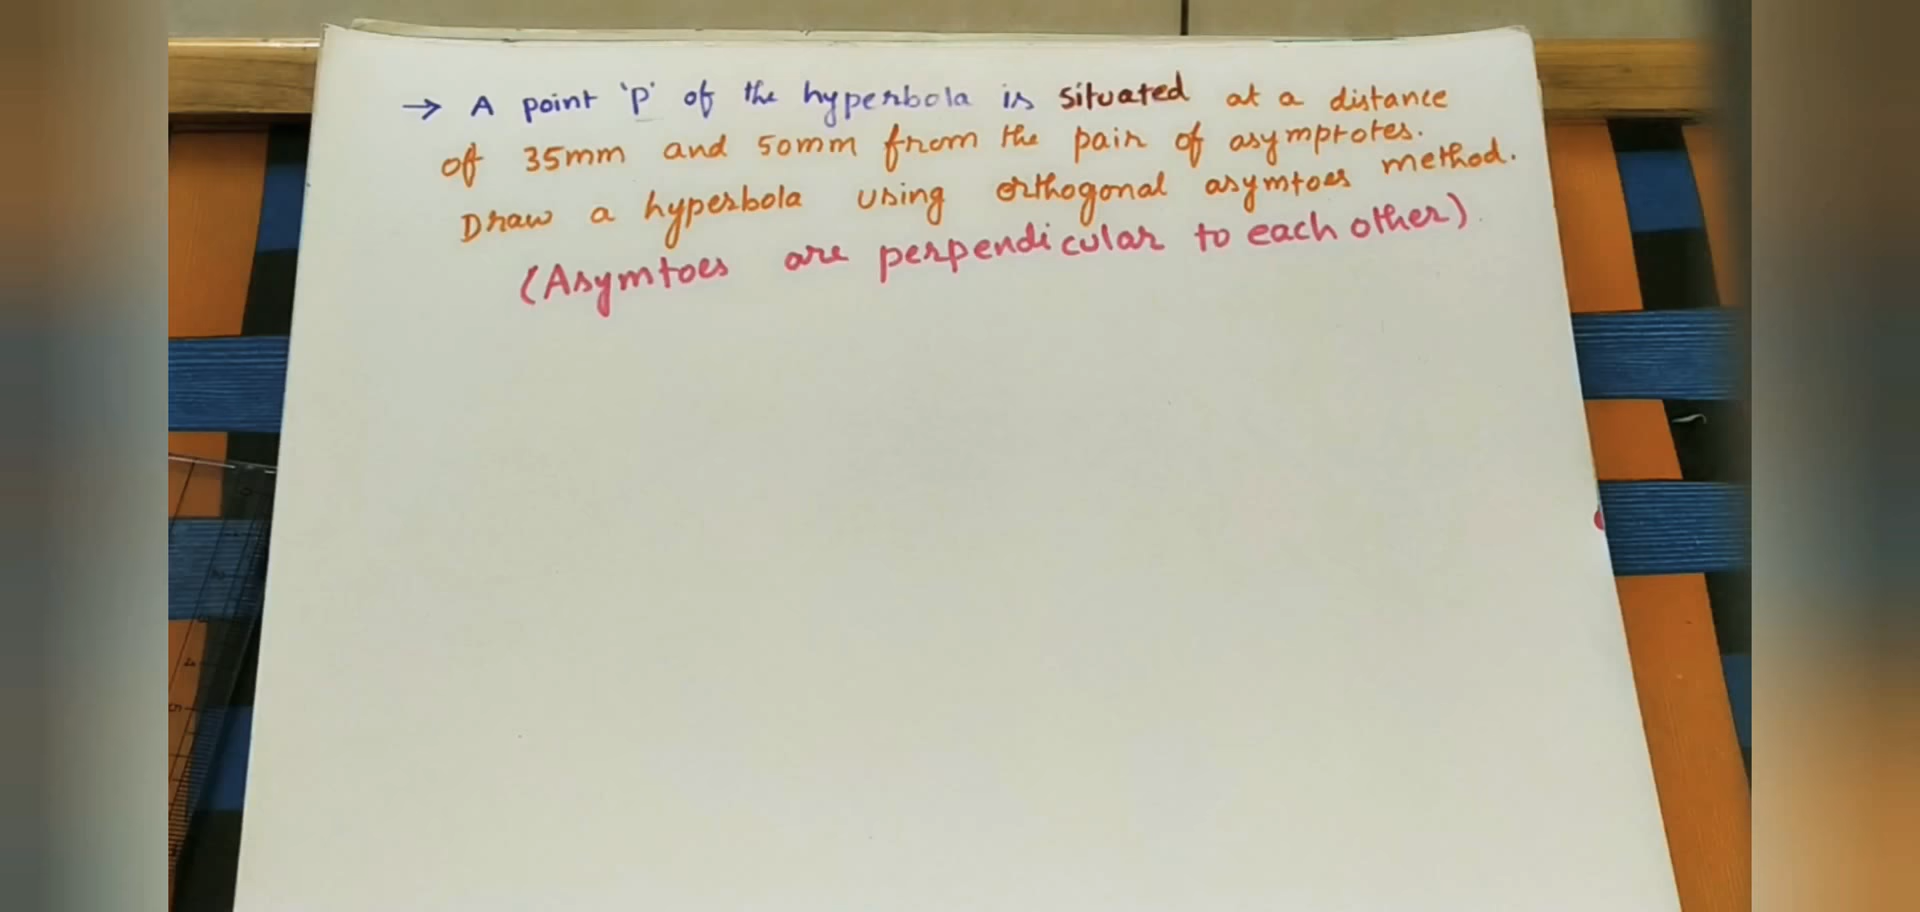 → A point 'P' of the hyperbola is situated at a distance
of 35mm and 50mm from the pair of asymptotes.
Draw a hyperbola using orthogonal asymtoes method.
(Asymtoes are perpendicular to each other)